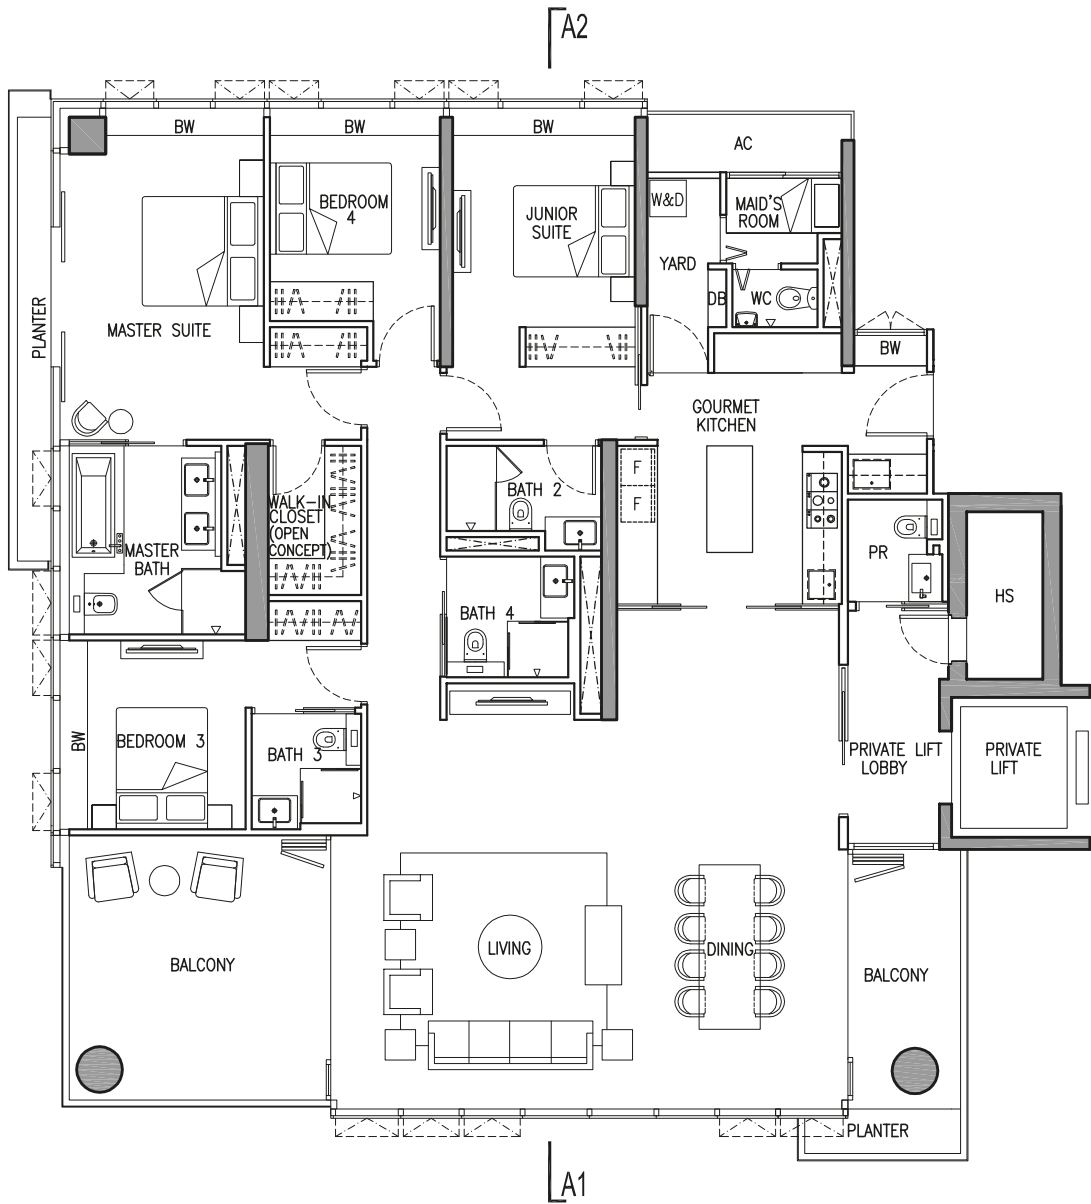 A2
BW
BW
BW
AC
W&D
MAID'S
ROOM
BEDROOM
4
JUNIOR
SUITE
YARD
DB
WC
PLANTER
MASTER SUITE
BW
GOURMET
KITCHEN
F
F
BATH 2
WALK-IN
CLOSET
(OPEN
CONCEPT)
MASTER
BATH
PR
HS
BATH 4
BW
BEDROOM 3
BATH 3
PRIVATE LIFT
LOBBY
PRIVATE
LIFT
LIVING
DINING
BALCONY
BALCONY
PLANTER
A1